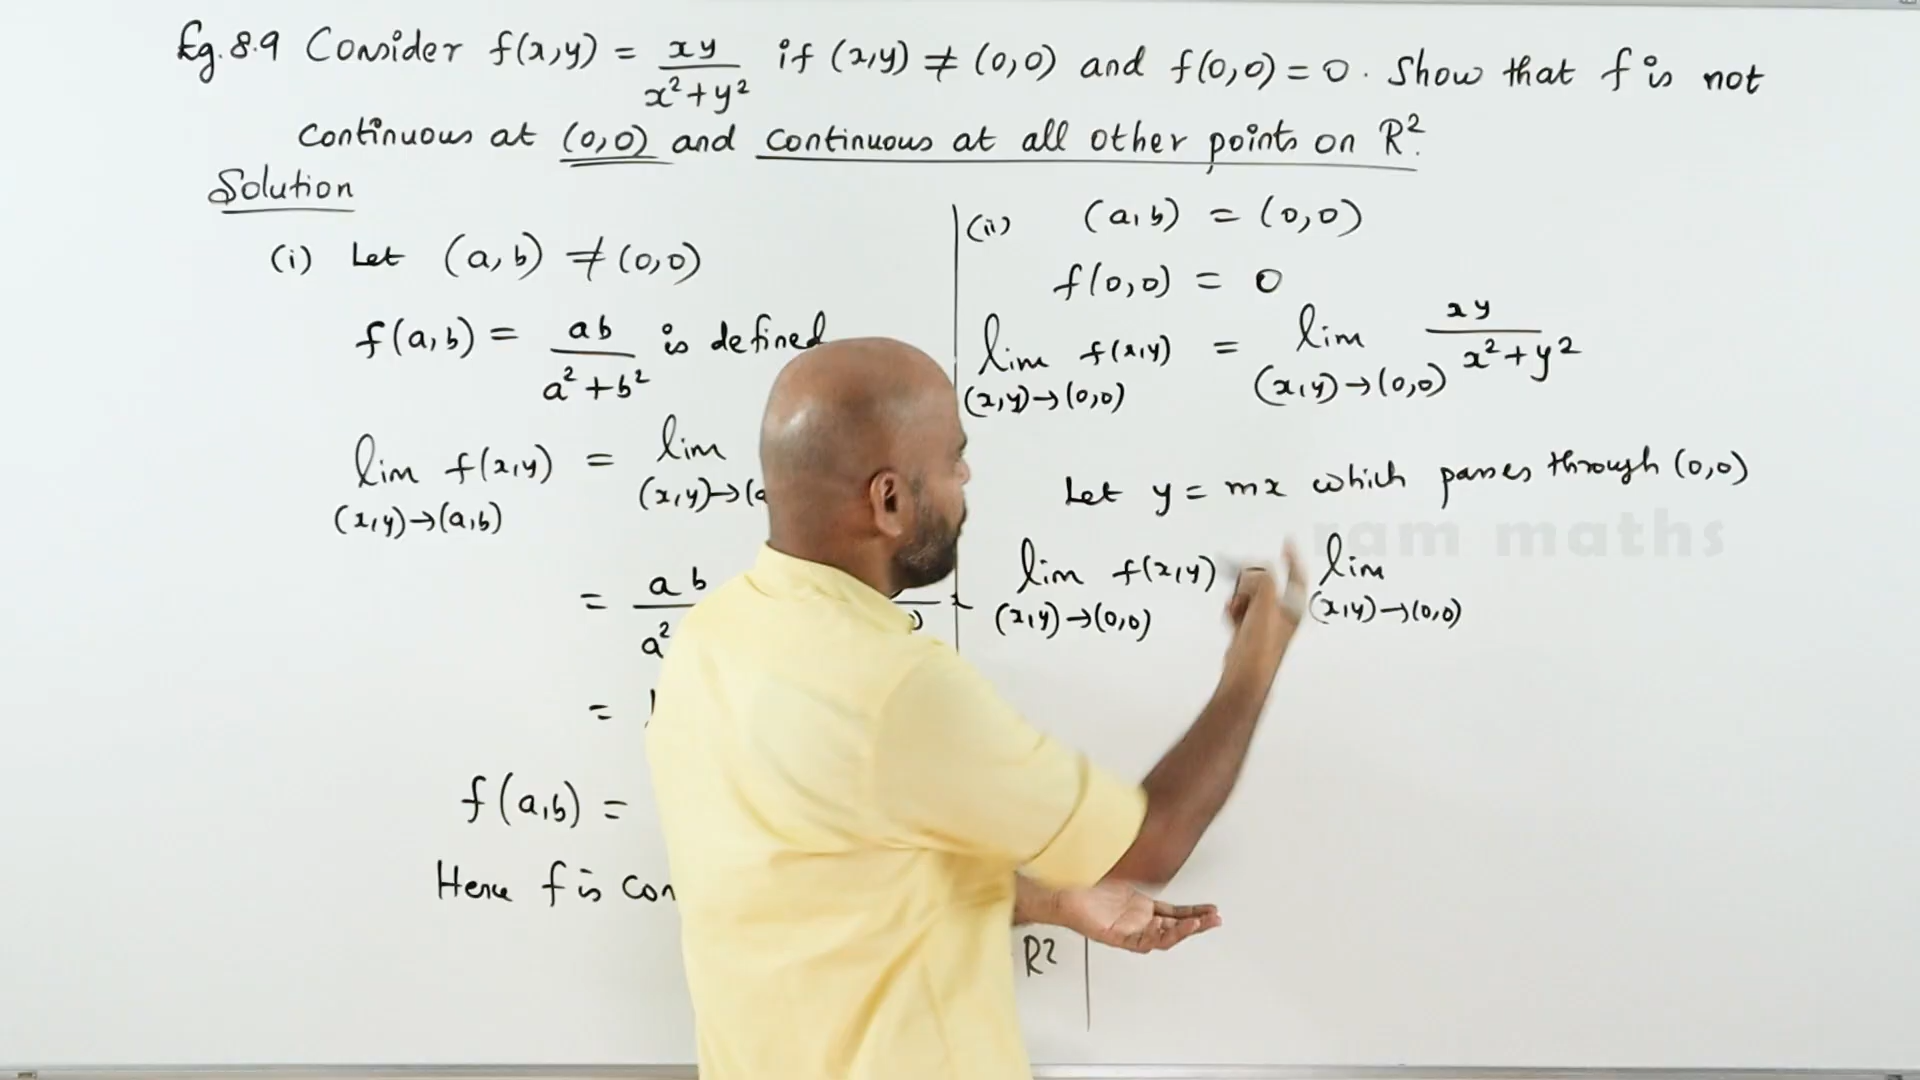 Eg. 8.9 Consider f(x,y) = xy / x²+y² if (x,y) ≠ (0,0) and f(0,0) = 0. Show that f is not
continuous at (0,0) and continuous at all other points on R².
Solution
(i) Let (a,b) ≠ (0,0)
f(a,b) = ab / a²+b² is defined
lim f(x,y) = lim
(x,y)→(a,b) (x,y)→(a
= ab / a²
=
f(a,b) =
Hence f is con
R²
(ii) (a,b) = (0,0)
f(0,0) = 0
lim f(x,y) = lim xy / x²+y²
(x,y)→(0,0) (x,y)→(0,0)
Let y = mx which passes through (0,0)
ram maths
lim f(x,y) = lim
(x,y)→(0,0) (x,y)→(0,0)